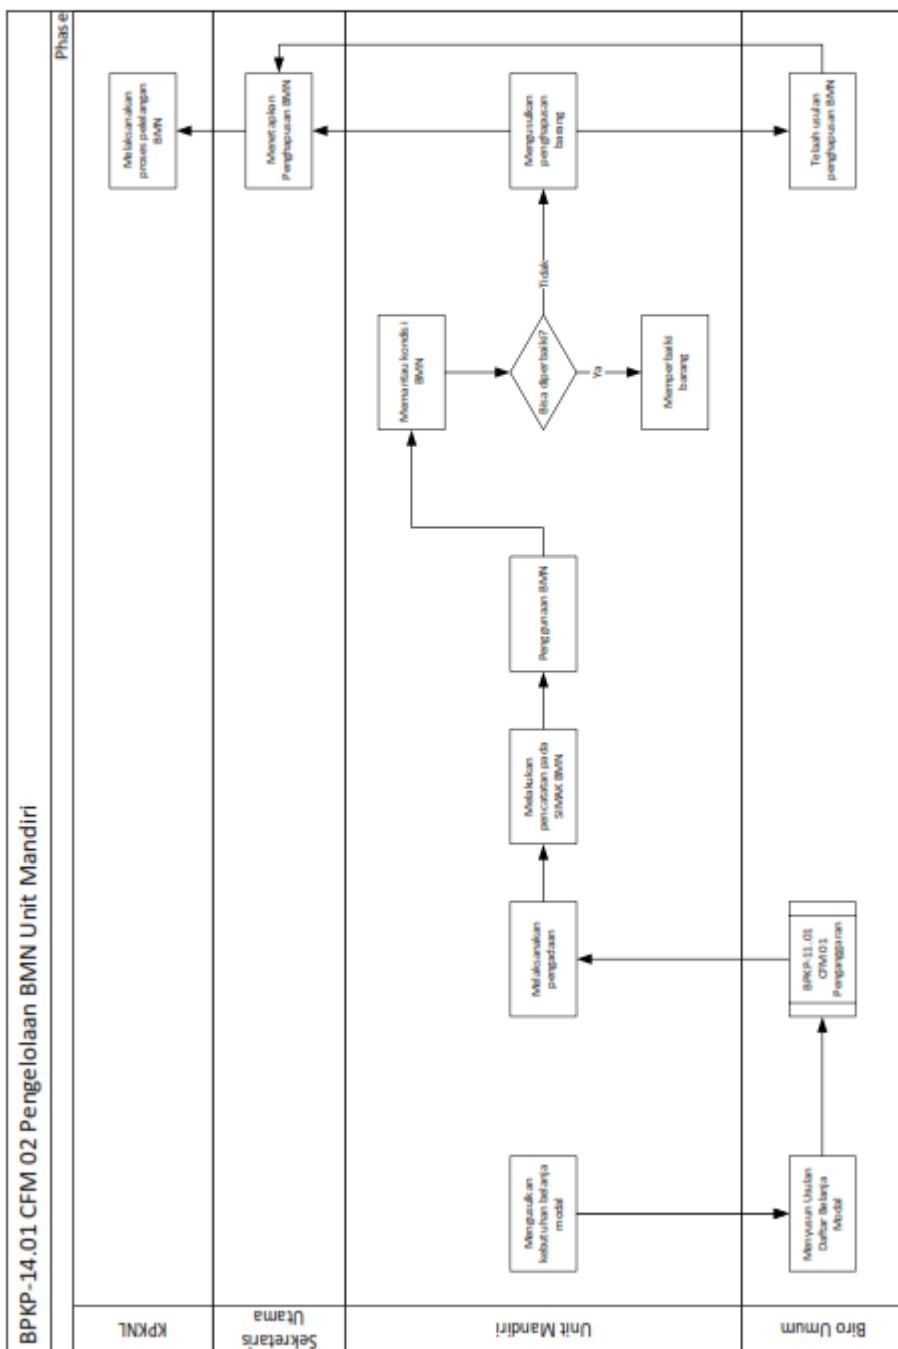 BPKP-14.01 CFM 02 Pengelolaan BMN Unit Mandiri
Phase
KPKNL
Melaksanakan
proses pelelangan
BMN
Sekretaris
Utama
Menetapkan
Penghapusan BMN
Unit Mandiri
Mengusulkan
kebutuhan belanja
modal
Melaksanakan
pengadaan
Melakukan
pencatatan pada
SIMAK BMN
Penggunaan BMN
Memantau kondisi
BMN
Bisa diperbaiki?
Tidak
Ya
Memperbaiki
barang
Mengusulkan
penghapusan
barang
Biro Umum
Menyusun Usulan
Daftar Belanja
Modal
BPKP-11.01
CFM 01
Penganggaran
Telaah usulan
penghapusan BMN